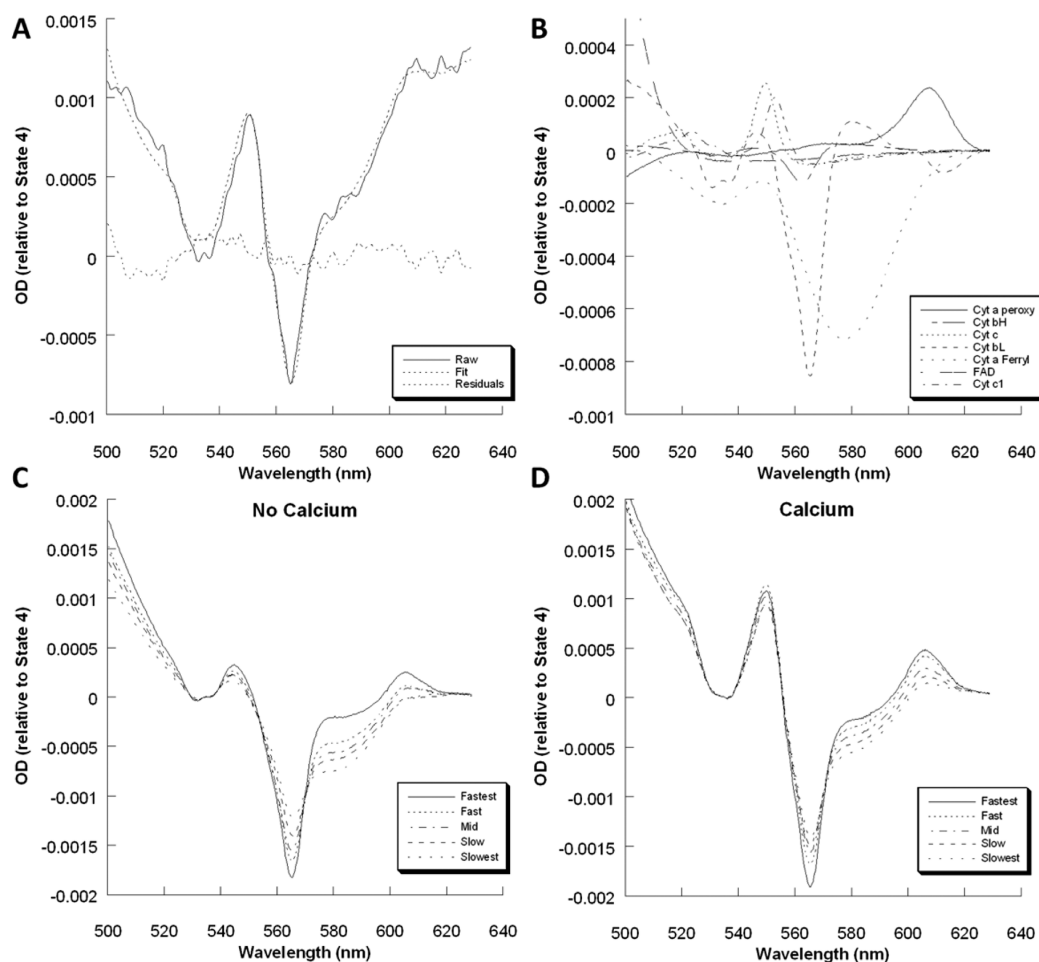 A
0.0015
0.001
0.0005
0
-0.0005
-0.001
OD (relative to State 4)
Raw
Fit
Residuals
500 520 540 560 580 600 620 640
Wavelength (nm)
B
0.0004
0.0002
0
-0.0002
-0.0004
-0.0006
-0.0008
-0.001
OD (relative to State 4)
Cyt a peroxy
Cyt bH
Cyt c
Cyt bL
Cyt a Ferryl
FAD
Cyt c1
500 520 540 560 580 600 620 640
Wavelength (nm)
C
No Calcium
0.002
0.0015
0.001
0.0005
0
-0.0005
-0.001
-0.0015
-0.002
OD (relative to State 4)
Fastest
Fast
Mid
Slow
Slowest
500 520 540 560 580 600 620 640
Wavelength (nm)
D
Calcium
0.002
0.0015
0.001
0.0005
0
-0.0005
-0.001
-0.0015
-0.002
OD (relative to State 4)
Fastest
Fast
Mid
Slow
Slowest
500 520 540 560 580 600 620 640
Wavelength (nm)